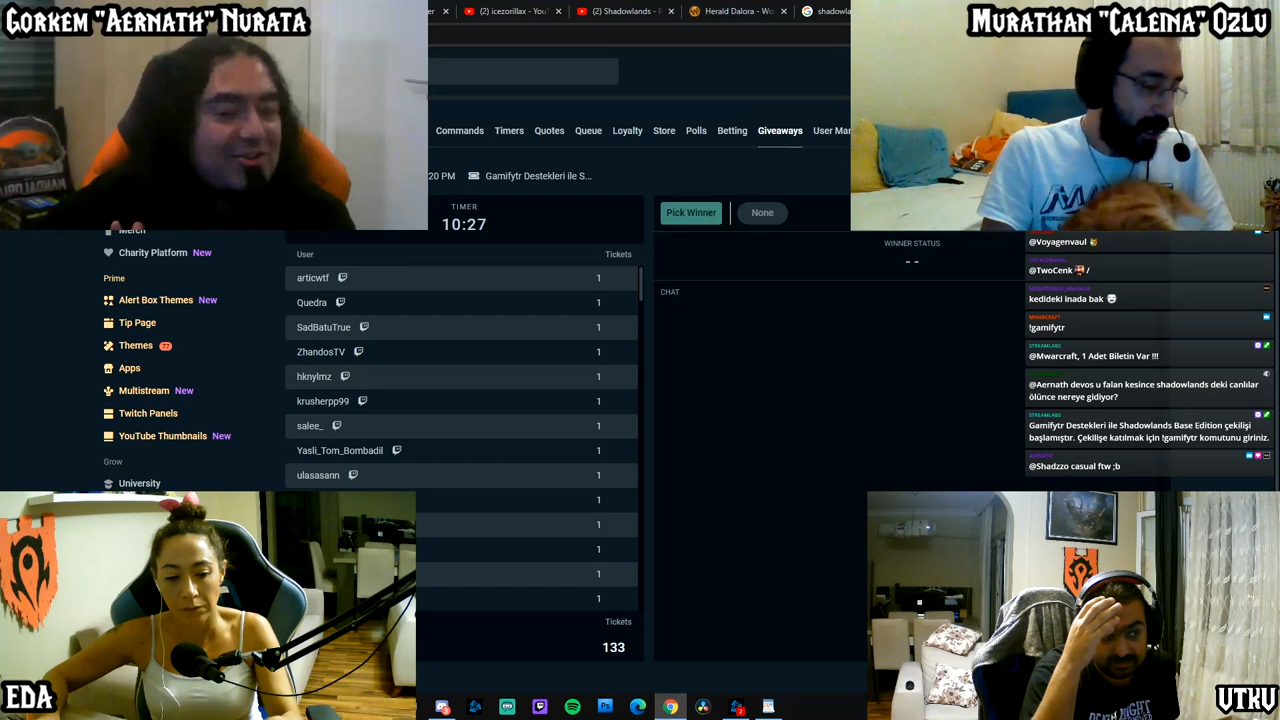 GORKEM "AERNATH" NURATA
MURATHAN "CALEINA" OZLU
(2) icezorillax - You
(2) Shadowlands -
Herald Dalora - Wo
shadowla
Commands Timers Quotes Queue Loyalty Store Polls Betting Giveaways User Mar
20 PM Gamifytr Destekleri ile S...
TIMER
10:27
Pick Winner None
WINNER STATUS
--
CHAT
Merch
Charity Platform New
Prime
Alert Box Themes New
Tip Page
Themes 77
Apps
Multistream New
Twitch Panels
YouTube Thumbnails New
Grow
University
User Tickets
articwtf 1
Quedra 1
SadBatuTrue 1
ZhandosTV 1
hknylmz 1
krusherpp99 1
salee_ 1
Yasli_Tom_Bombadil 1
ulasasann 1
1
1
1
1
1
Tickets
133
@Voyagenvaul
VOYAGENVAUL
@TwoCenk /
kedideki inada bak
MWARCRAFT
!gamifytr
STREAMLABS
@Mwarcraft, 1 Adet Biletin Var !!!
@Aernath devos u falan kesince shadowlands deki canlılar
ölünce nereye gidiyor?
STREAMLABS
Gamifytr Destekleri ile Shadowlands Base Edition çekilişi
başlamıştır. Çekilişe katılmak için !gamifytr komutunu giriniz.
AERNATH
@Shadzzo casual ftw ;b
EDA
UTKU